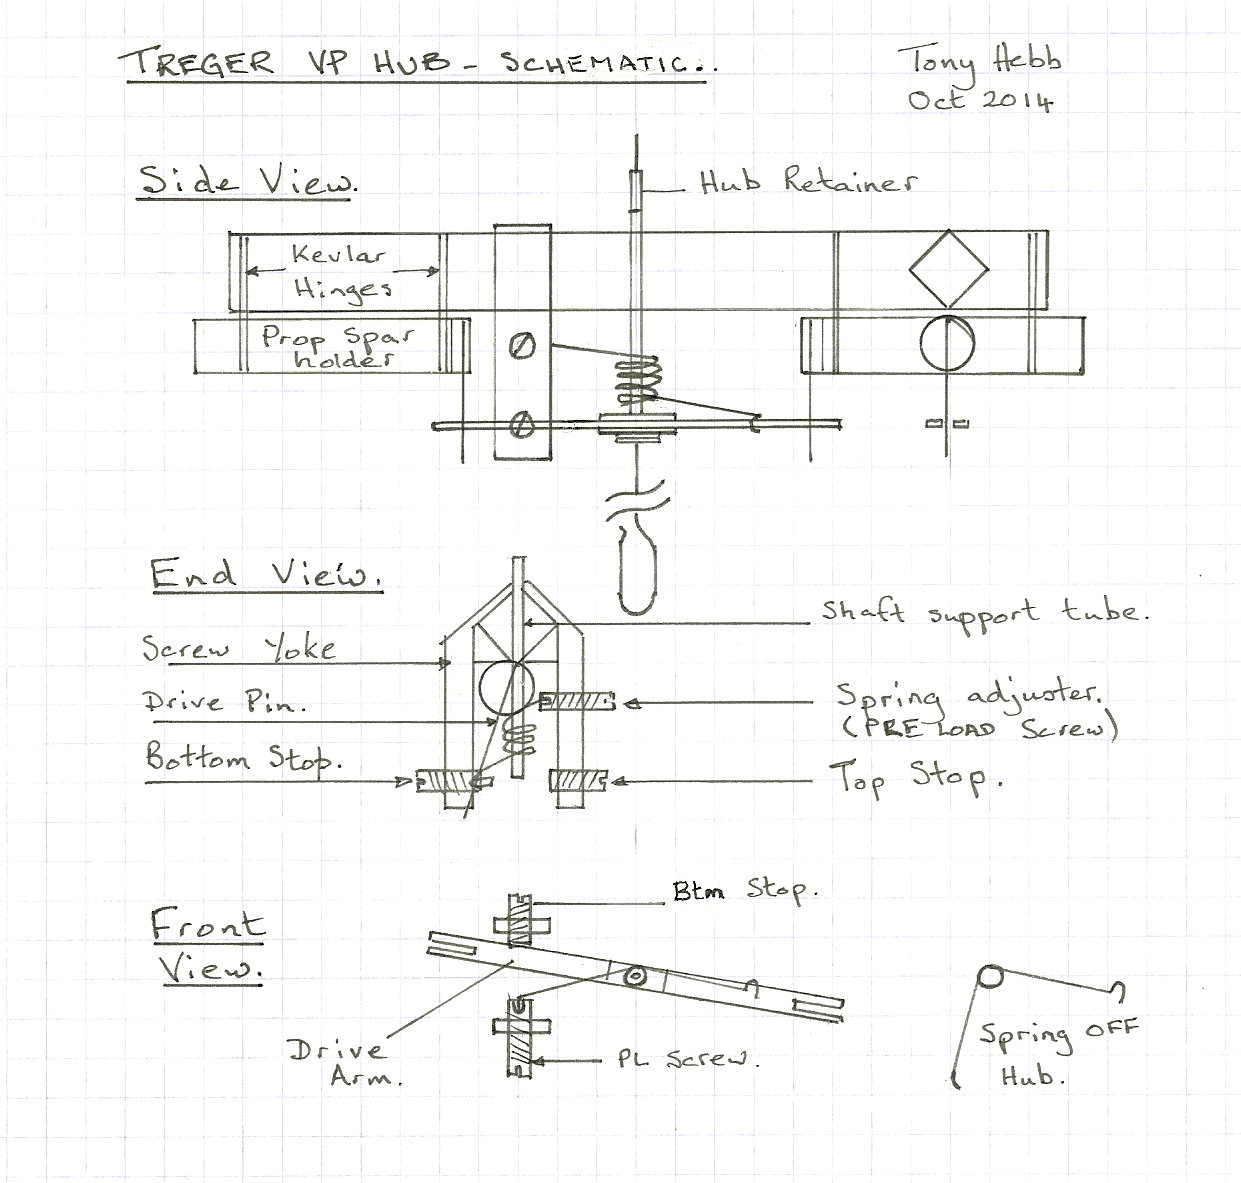 TREGER VP HUB - SCHEMATIC..
Tony Hebb
Oct 2014
Side View.
Hub Retainer
Kevlar
Hinges
Prop Spar
holder
End View.
Shaft support tube.
Screw Yoke
Drive Pin.
Spring adjuster.
(PRE LOAD Screw)
Bottom Stop.
Top Stop.
Btm Stop.
Front
View.
Drive
Arm.
PL Screw.
Spring OFF
Hub.